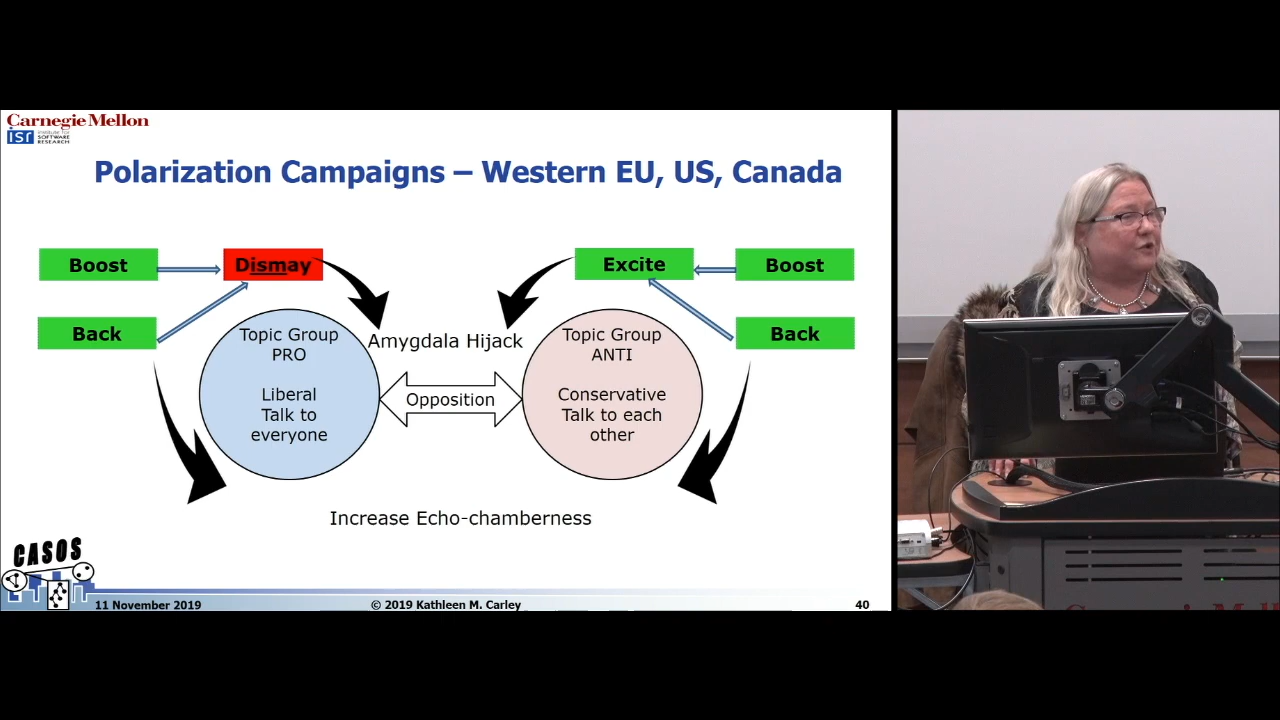 Carnegie Mellon
isr institute for
SOFTWARE
RESEARCH
Polarization Campaigns – Western EU, US, Canada
Boost
Dismay
Excite
Boost
Back
Back
Topic Group
PRO
Liberal
Talk to
everyone
Amygdala Hijack
Opposition
Topic Group
ANTI
Conservative
Talk to each
other
Increase Echo-chamberness
CASOS
11 November 2019
© 2019 Kathleen M. Carley
40
Carnegie Mell